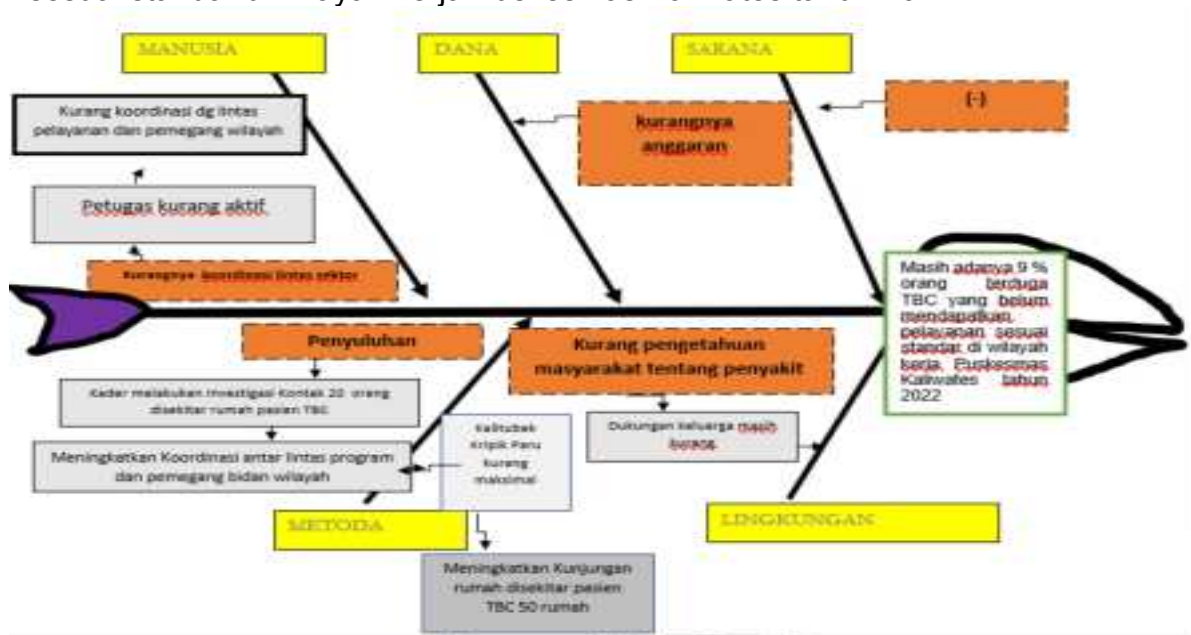 MANUSIA
DANA
SARANA
Kurang koordinasi dg lintas
pelayanan dan pemegang wilayah
kurangnya
anggaran
(-)
Petugas kurang aktif
Kurangnya koordinasi lintas sektor
Masih adanya 9 %
orang terduga
TBC yang belum
mendapatkan
pelayanan sesuai
standar di wilayah
kerja Puskesmas
Kaliwates tahun
2022
Penyuluhan
Kurang pengetahuan
masyarakat tentang penyakit
Kader melakukan Investigasi Kontak 20 orang
disekitar rumah pasien TBC
Dukungan keluarga masih
kurang
Meningkatkan Koordinasi antar lintas program
dan pemegang bidan wilayah
Kalitubek
Kripik Paru
kurang
maksimal
METODA
LINGKUNGAN
Meningkatkan Kunjungan
rumah disekitar pasien
TBC 50 rumah